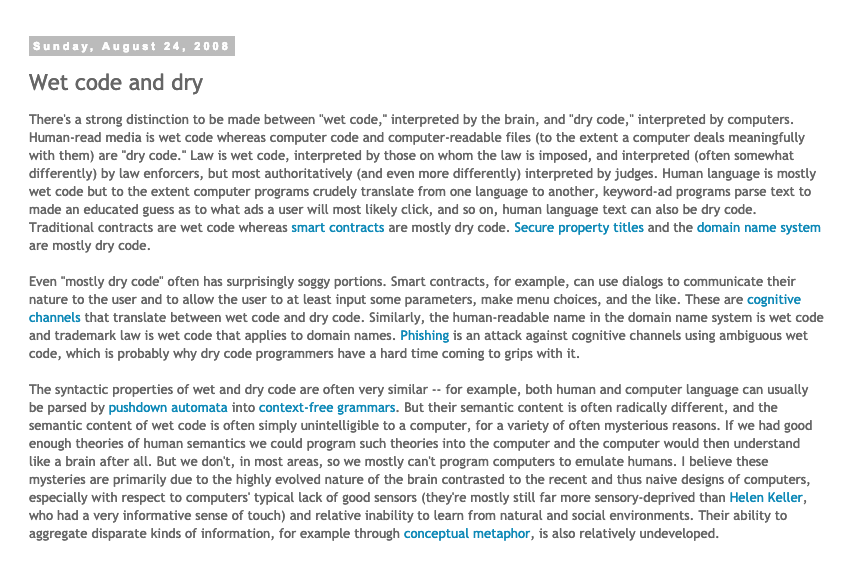 Sunday, August 24, 2008
Wet code and dry
There's a strong distinction to be made between "wet code," interpreted by the brain, and "dry code," interpreted by computers.
Human-read media is wet code whereas computer code and computer-readable files (to the extent a computer deals meaningfully
with them) are "dry code." Law is wet code, interpreted by those on whom the law is imposed, and interpreted (often somewhat
differently) by law enforcers, but most authoritatively (and even more differently) interpreted by judges. Human language is mostly
wet code but to the extent computer programs crudely translate from one language to another, keyword-ad programs parse text to
made an educated guess as to what ads a user will most likely click, and so on, human language text can also be dry code.
Traditional contracts are wet code whereas smart contracts are mostly dry code. Secure property titles and the domain name system
are mostly dry code.
Even "mostly dry code" often has surprisingly soggy portions. Smart contracts, for example, can use dialogs to communicate their
nature to the user and to allow the user to at least input some parameters, make menu choices, and the like. These are cognitive
channels that translate between wet code and dry code. Similarly, the human-readable name in the domain name system is wet code
and trademark law is wet code that applies to domain names. Phishing is an attack against cognitive channels using ambiguous wet
code, which is probably why dry code programmers have a hard time coming to grips with it.
The syntactic properties of wet and dry code are often very similar -- for example, both human and computer language can usually
be parsed by pushdown automata into context-free grammars. But their semantic content is often radically different, and the
semantic content of wet code is often simply unintelligible to a computer, for a variety of often mysterious reasons. If we had good
enough theories of human semantics we could program such theories into the computer and the computer would then understand
like a brain after all. But we don't, in most areas, so we mostly can't program computers to emulate humans. I believe these
mysteries are primarily due to the highly evolved nature of the brain contrasted to the recent and thus naive designs of computers,
especially with respect to computers' typical lack of good sensors (they're mostly still far more sensory-deprived than Helen Keller,
who had a very informative sense of touch) and relative inability to learn from natural and social environments. Their ability to
aggregate disparate kinds of information, for example through conceptual metaphor, is also relatively undeveloped.